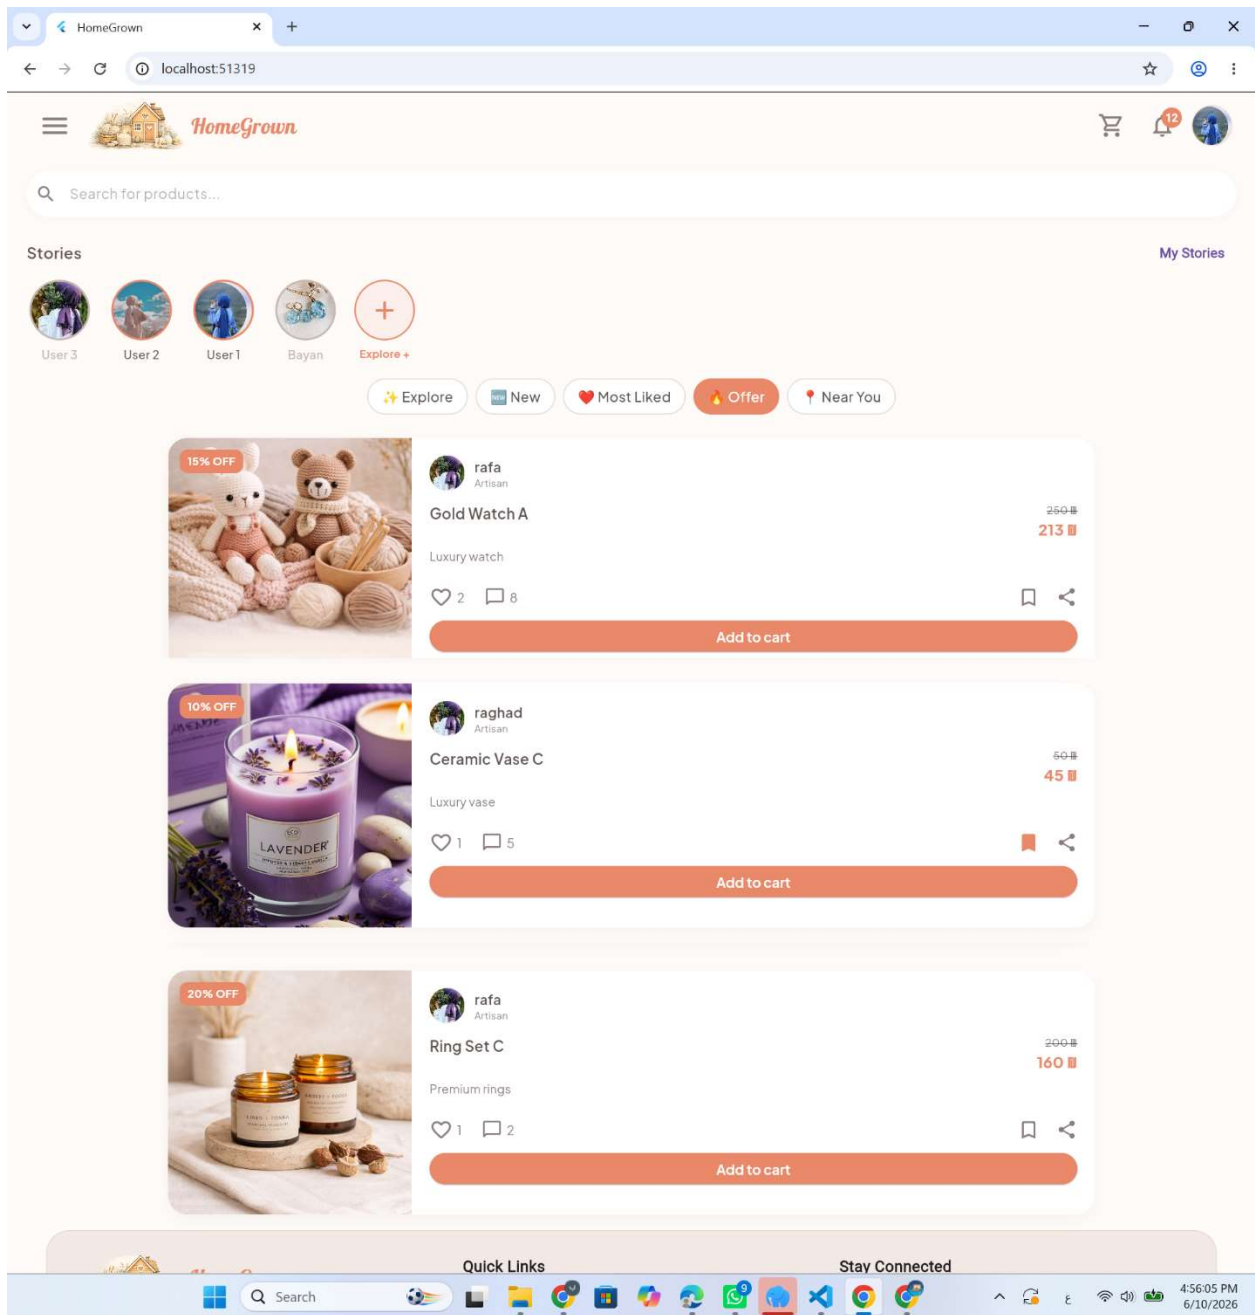 HomeGrown
localhost:51319
HomeGrown
12
Search for products...
Stories
My Stories
User 3
User 2
User 1
Bayan
Explore +
✨ Explore
🆕 New
❤️ Most Liked
🔥 Offer
📍 Near You
15% OFF
rafa
Artisan
Gold Watch A
250 ₪
213 ₪
Luxury watch
2
8
Add to cart
10% OFF
LAVENDER
raghad
Artisan
Ceramic Vase C
50 ₪
45 ₪
Luxury vase
1
5
Add to cart
20% OFF
rafa
Artisan
Ring Set C
200 ₪
160 ₪
Premium rings
1
2
Add to cart
Quick Links
Stay Connected
Search
9
ع
4:56:05 PM
6/10/2026